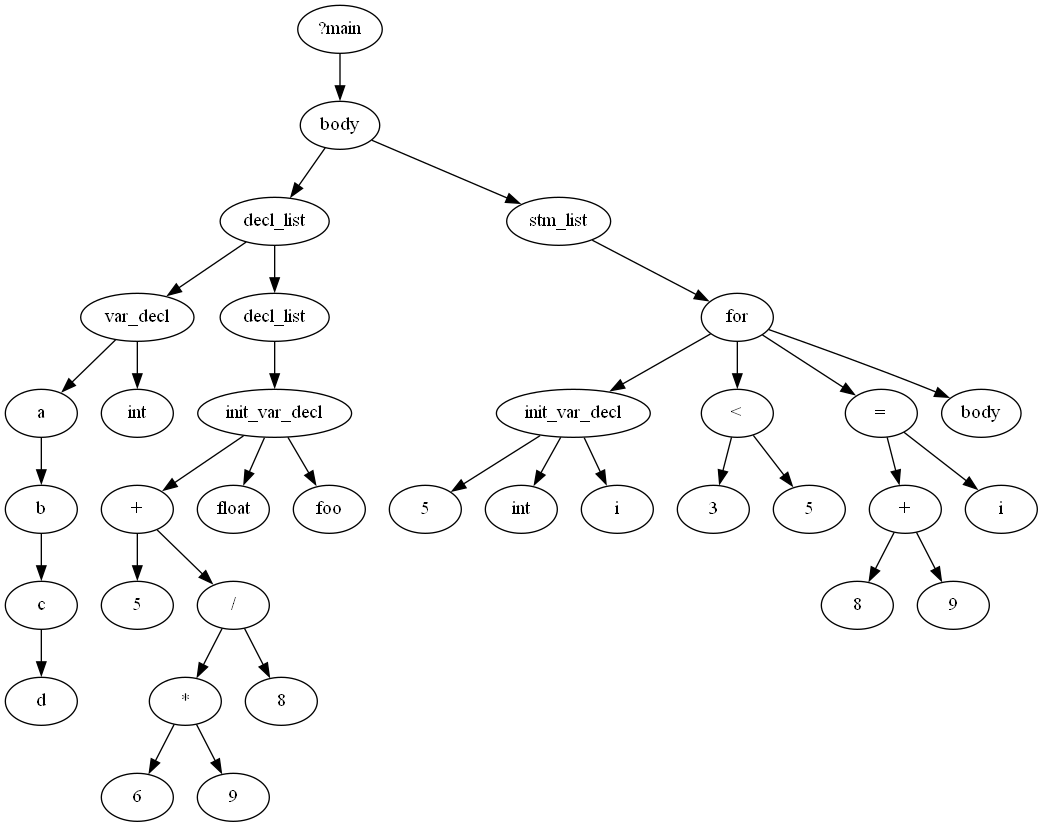 ?main
body
decl_list
stm_list
var_decl
decl_list
for
a
int
init_var_decl
init_var_decl
<
=
body
b
+
float
foo
5
int
i
3
5
+
i
c
5
/
8
9
d
*
8
6
9